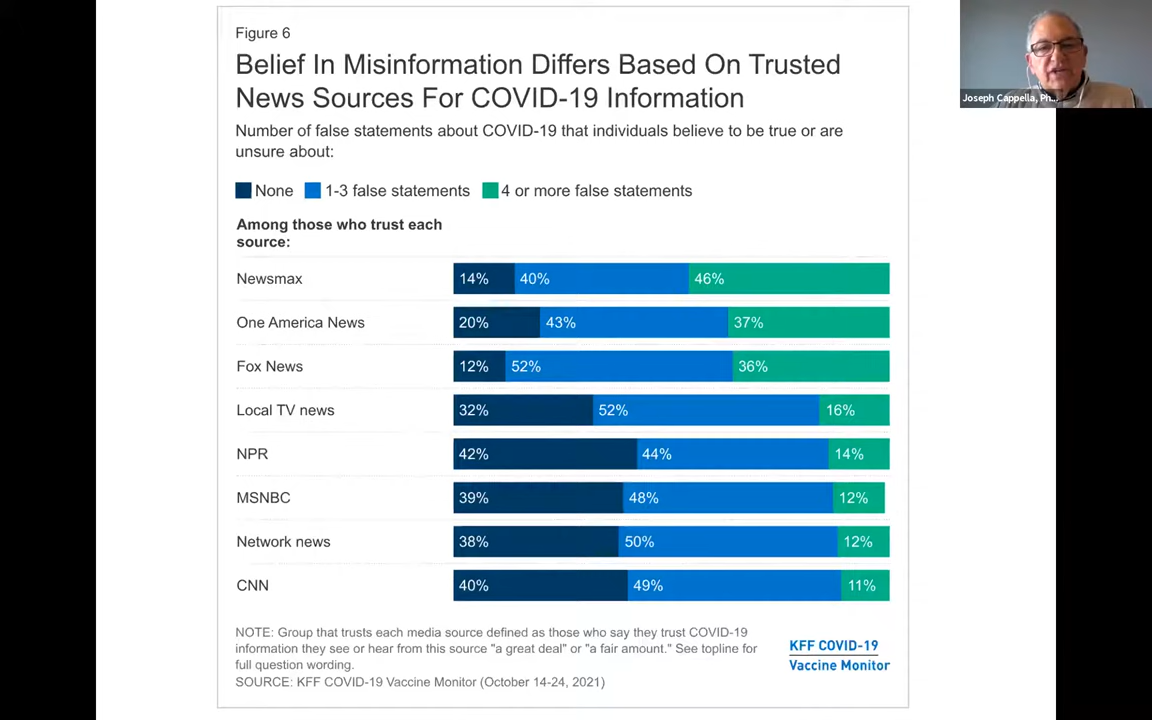 Figure 6
Belief In Misinformation Differs Based On Trusted
News Sources For COVID-19 Information
Number of false statements about COVID-19 that individuals believe to be true or are
unsure about:
None 1-3 false statements 4 or more false statements
Among those who trust each
source:
Newsmax 14% 40% 46%
One America News 20% 43% 37%
Fox News 12% 52% 36%
Local TV news 32% 52% 16%
NPR 42% 44% 14%
MSNBC 39% 48% 12%
Network news 38% 50% 12%
CNN 40% 49% 11%
NOTE: Group that trusts each media source defined as those who say they trust COVID-19
information they see or hear from this source "a great deal" or "a fair amount." See topline for
full question wording.
SOURCE: KFF COVID-19 Vaccine Monitor (October 14-24, 2021)
KFF COVID-19
Vaccine Monitor
Joseph Cappella, Ph...